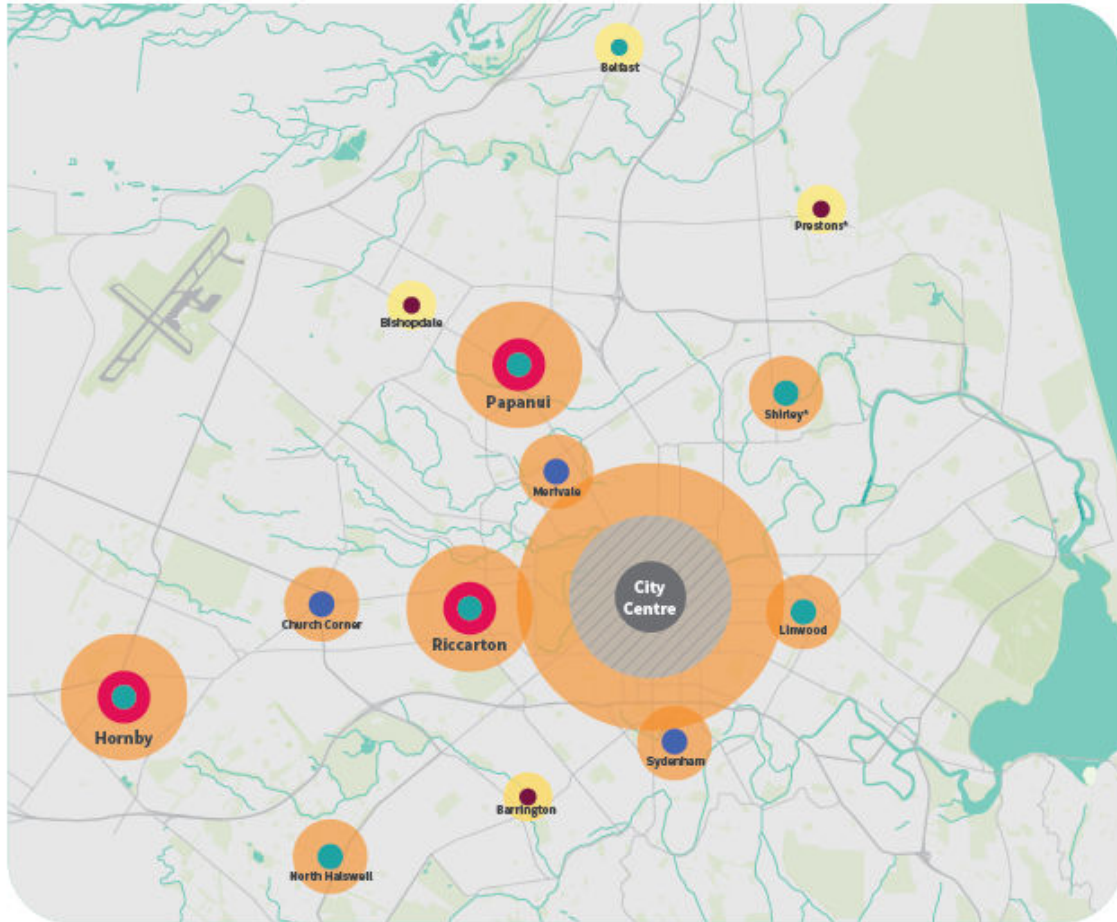 Belfast
Prestons*
Bishopdale
Papanui
Shirley*
Merivale
City
Centre
Church Corner
Riccarton
Linwood
Hornby
Sydenham
Barrington
North Halswell